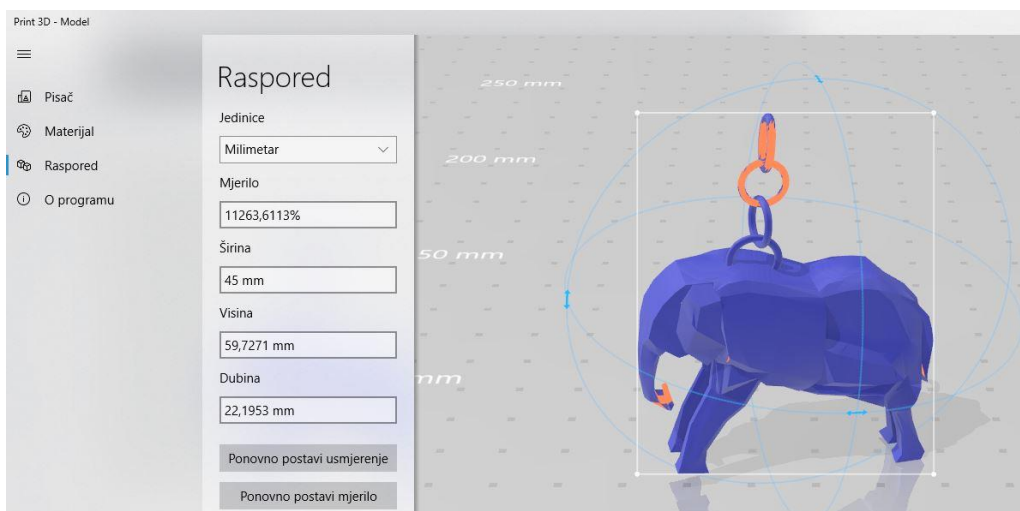 Print 3D - Model
Pisač
Materijal
Raspored
O programu
Raspored
Jedinice
Milimetar
Mjerilo
11263,6113%
Širina
45 mm
Visina
59,7271 mm
Dubina
22,1953 mm
Ponovno postavi usmjerenje
Ponovno postavi mjerilo
250 mm
200 mm
50 mm
mm